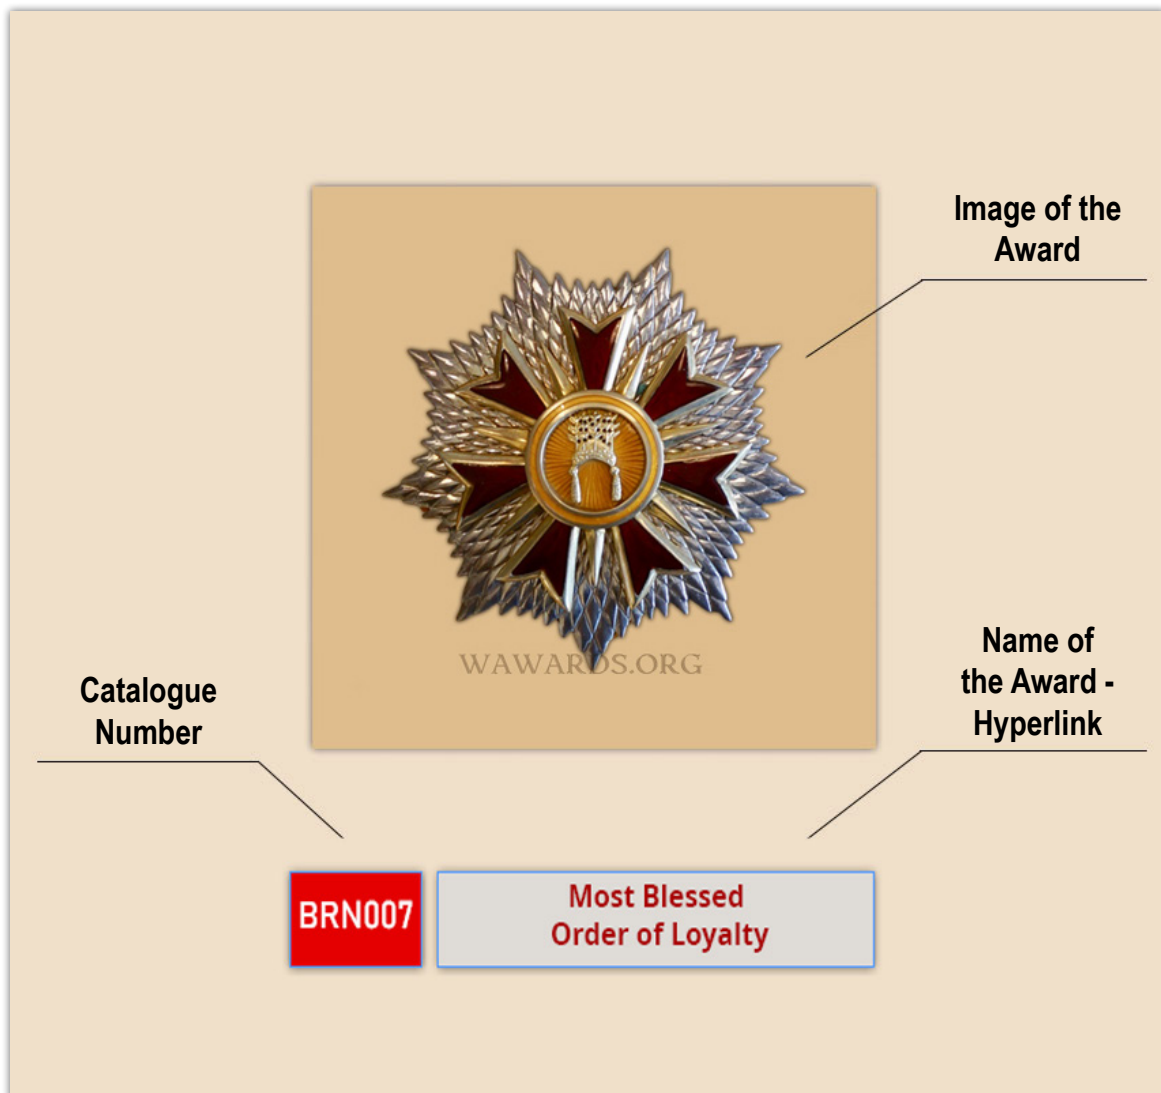 Image of the
Award
WAWARDS.ORG
Catalogue
Number
Name of
the Award -
Hyperlink
BRN007
Most Blessed
Order of Loyalty